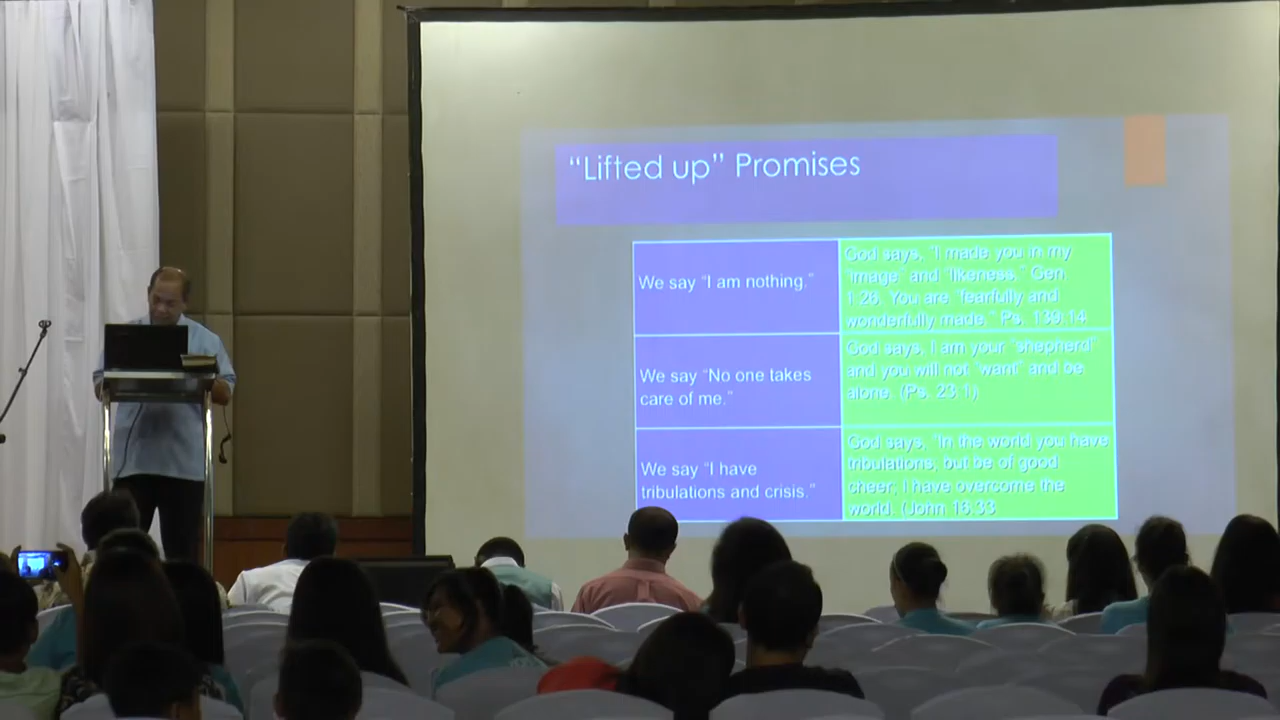 “Lifted up” Promises
We say “I am nothing.”
God says, “I made you in my
“image” and “likeness,” Gen.
1:26. You are “fearfully and
wonderfully made.” Ps. 139:14
We say “No one takes
care of me.”
God says, I am your “shepherd”
and you will not “want” and be
alone. (Ps. 23:1)
We say “I have
tribulations and crisis.”
God says, “In the world you have
tribulations, but be of good
cheer; I have overcome the
world. (John 16:33